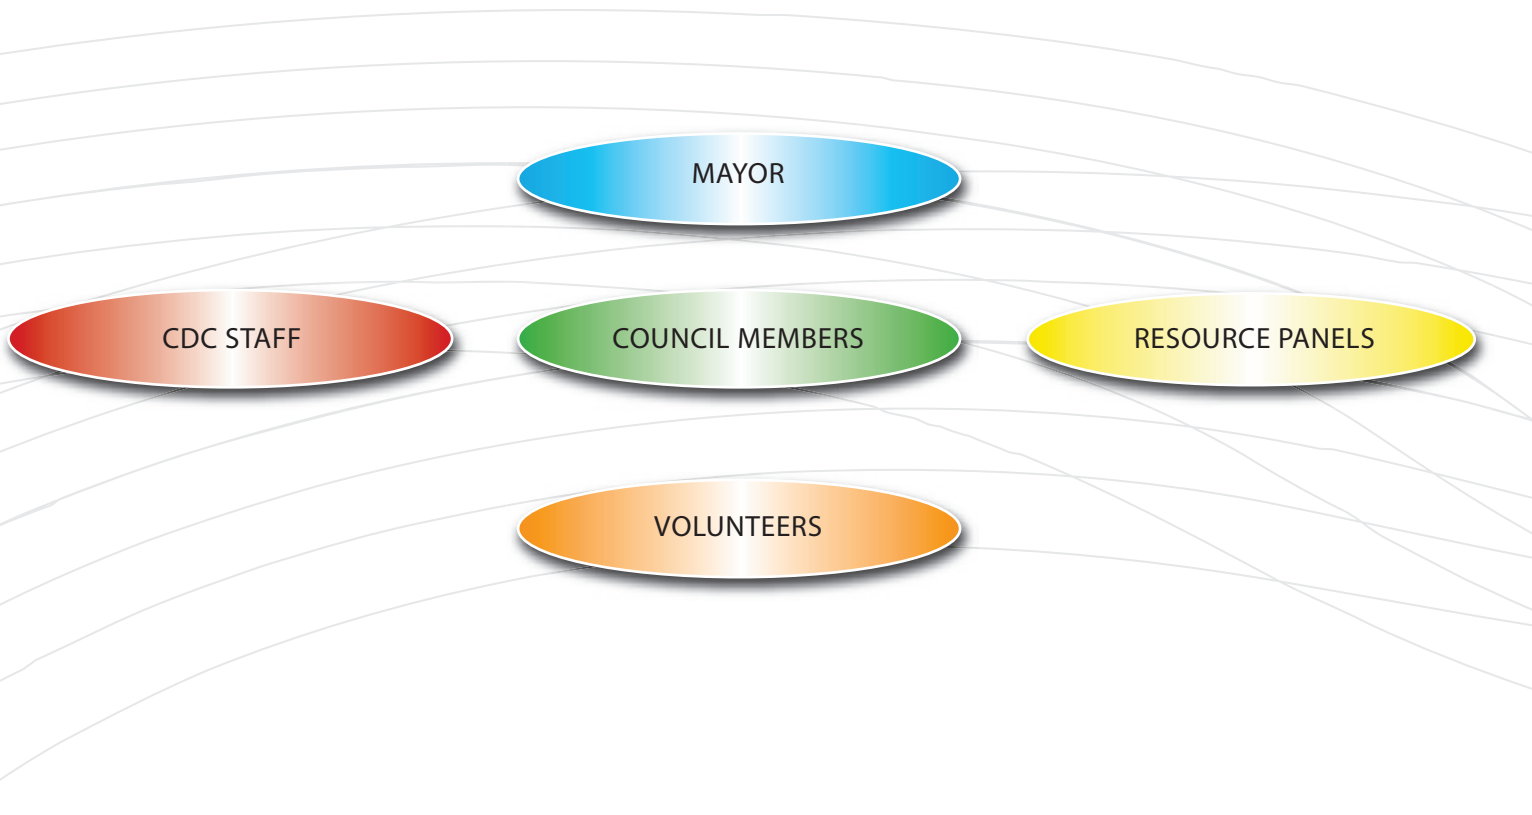 MAYOR
CDC STAFF
COUNCIL MEMBERS
RESOURCE PANELS
VOLUNTEERS